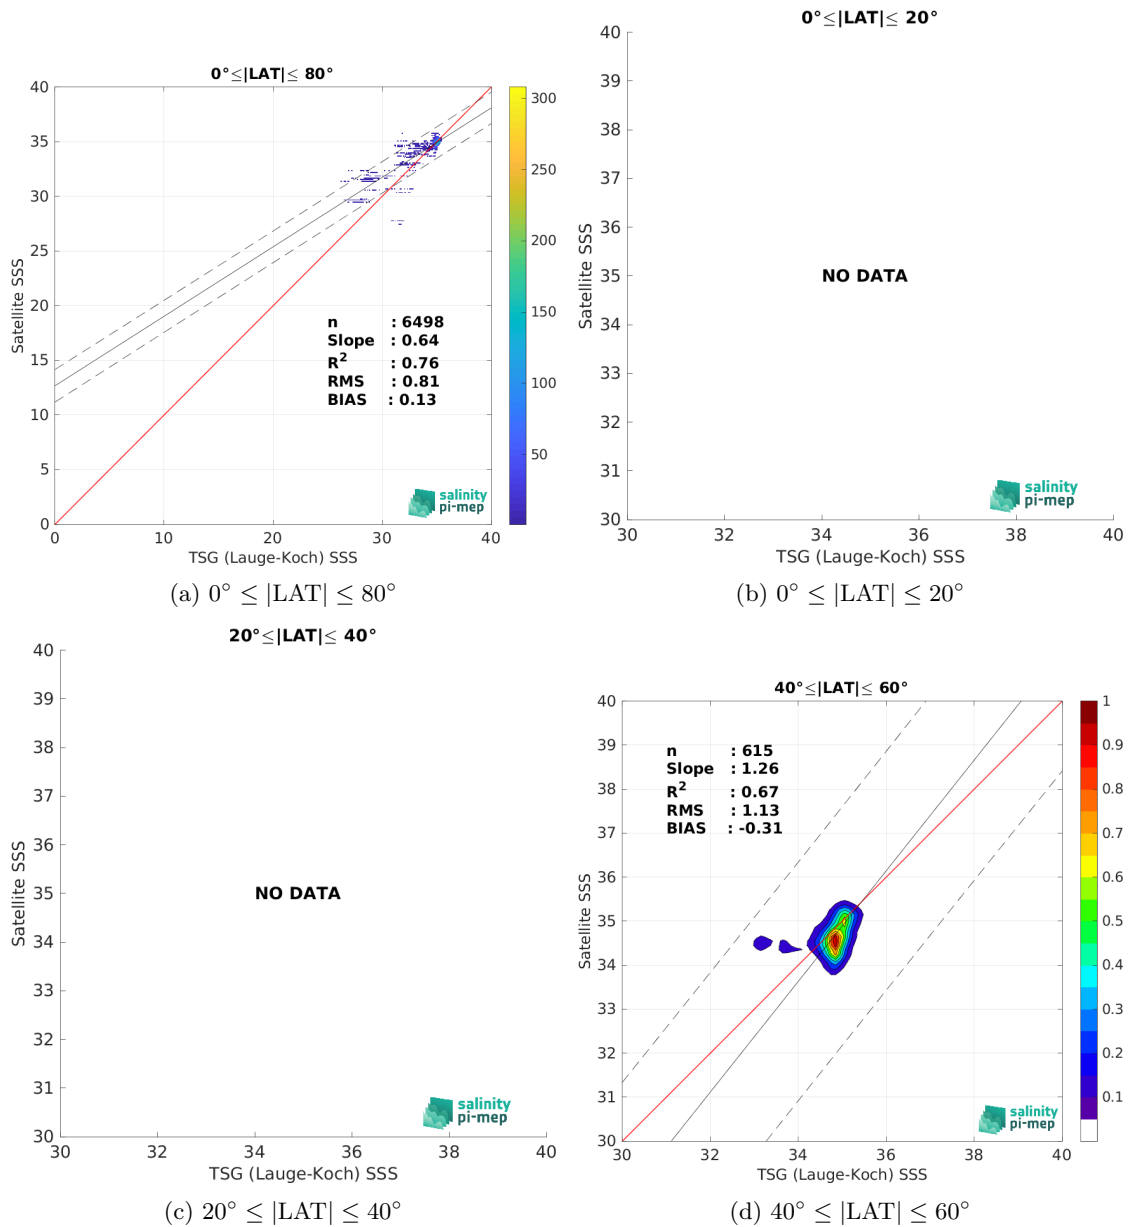 0°≤|LAT|≤ 80°
40
35
30
25
20
15
10
5
0
Satellite SSS
0
10
20
30
40
TSG (Lauge-Koch) SSS
300
250
200
150
100
50
n : 6498
Slope : 0.64
R² : 0.76
RMS : 0.81
BIAS : 0.13
salinity
pi-mep
(a) 0° ≤ |LAT| ≤ 80°
0°≤|LAT|≤ 20°
40
39
38
37
36
35
34
33
32
31
30
Satellite SSS
NO DATA
30
32
34
36
38
40
TSG (Lauge-Koch) SSS
salinity
pi-mep
(b) 0° ≤ |LAT| ≤ 20°
20°≤|LAT|≤ 40°
40
39
38
37
36
35
34
33
32
31
30
Satellite SSS
NO DATA
30
32
34
36
38
40
TSG (Lauge-Koch) SSS
salinity
pi-mep
(c) 20° ≤ |LAT| ≤ 40°
40°≤|LAT|≤ 60°
40
39
38
37
36
35
34
33
32
31
30
Satellite SSS
n : 615
Slope : 1.26
R² : 0.67
RMS : 1.13
BIAS : -0.31
30
32
34
36
38
40
TSG (Lauge-Koch) SSS
1
0.9
0.8
0.7
0.6
0.5
0.4
0.3
0.2
0.1
salinity
pi-mep
(d) 40° ≤ |LAT| ≤ 60°